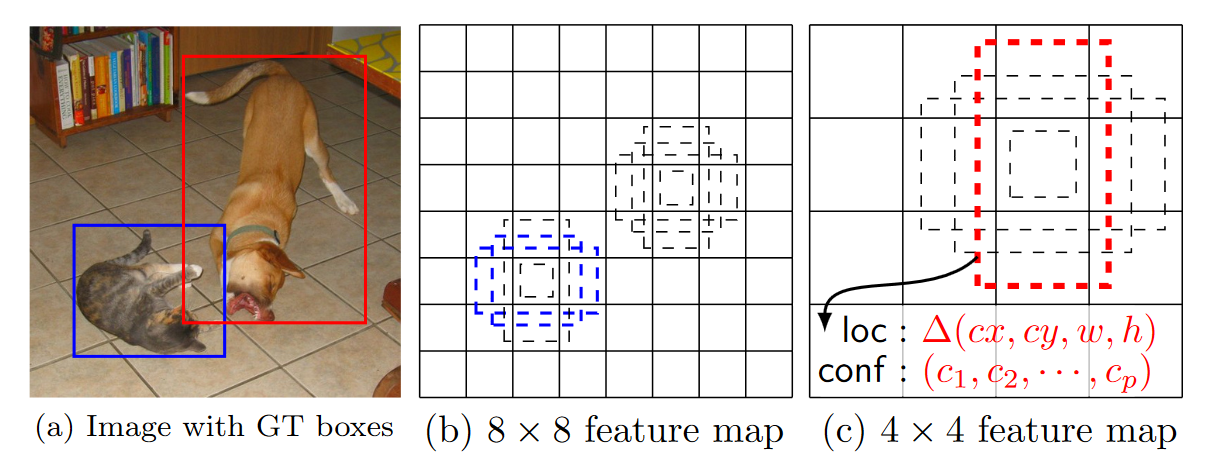 loc : Δ(cx, cy, w, h)
conf : (c₁, c₂, ⋯, cₚ)
(a) Image with GT boxes
(b) 8 × 8 feature map
(c) 4 × 4 feature map